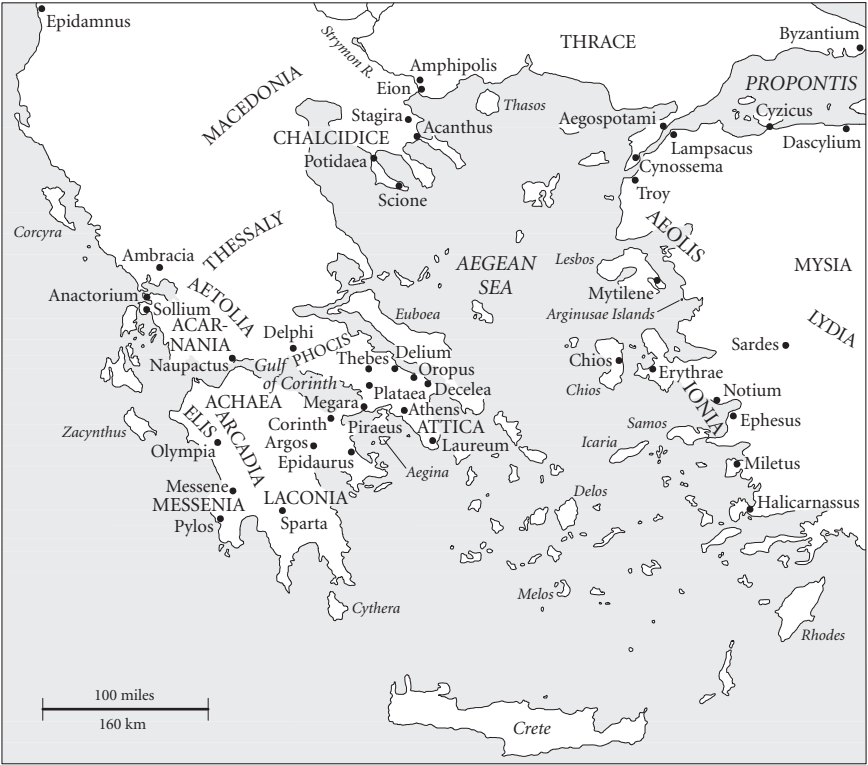 Epidamnus
Byzantium
THRACE
Strymon R.
Amphipolis
Eion
MACEDONIA
PROPONTIS
Thasos
Cyzicus
Stagira
Acanthus
Aegospotami
Lampsacus
Dascylium
CHALCIDICE
Potidaea
Cynossema
Troy
Scione
Corcyra
THESSALY
AEOLIS
Ambracia
AEGEAN
SEA
Lesbos
MYSIA
Anactorium
AETOLIA
Mytilene
Sollium
Euboea
Arginusae Islands
ACAR-
NANIA
Delphi
PHOCIS
LYDIA
Naupactus
Gulf
of Corinth
Thebes
Delium
Oropus
Sardes
Chios
Erythrae
Chios
Plataea
Decelea
ACHAEA
Megara
Athens
IONIA
Notium
Zacynthus
ELIS
ARCADIA
Corinth
Piraeus
ATTICA
Samos
Ephesus
Olympia
Argos
Laureum
Icaria
Epidaurus
Aegina
Miletus
Messene
MESSENIA
LACONIA
Delos
Halicarnassus
Pylos
Sparta
Melos
Cythera
Rhodes
100 miles
160 km
Crete